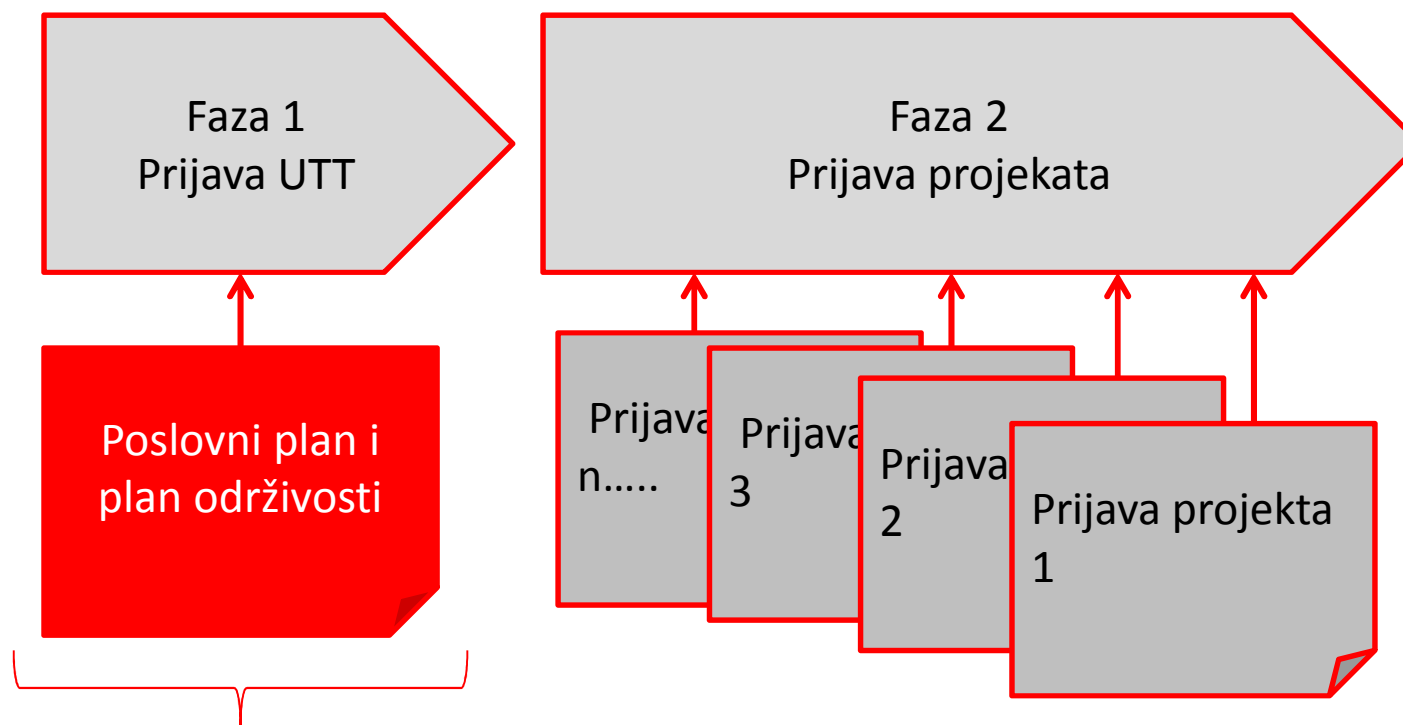 Faza 1
Prijava UTT
Faza 2
Prijava projekata
Poslovni plan i
plan održivosti
Prijava
n…..
Prijava
3
Prijava
2
Prijava projekta
1